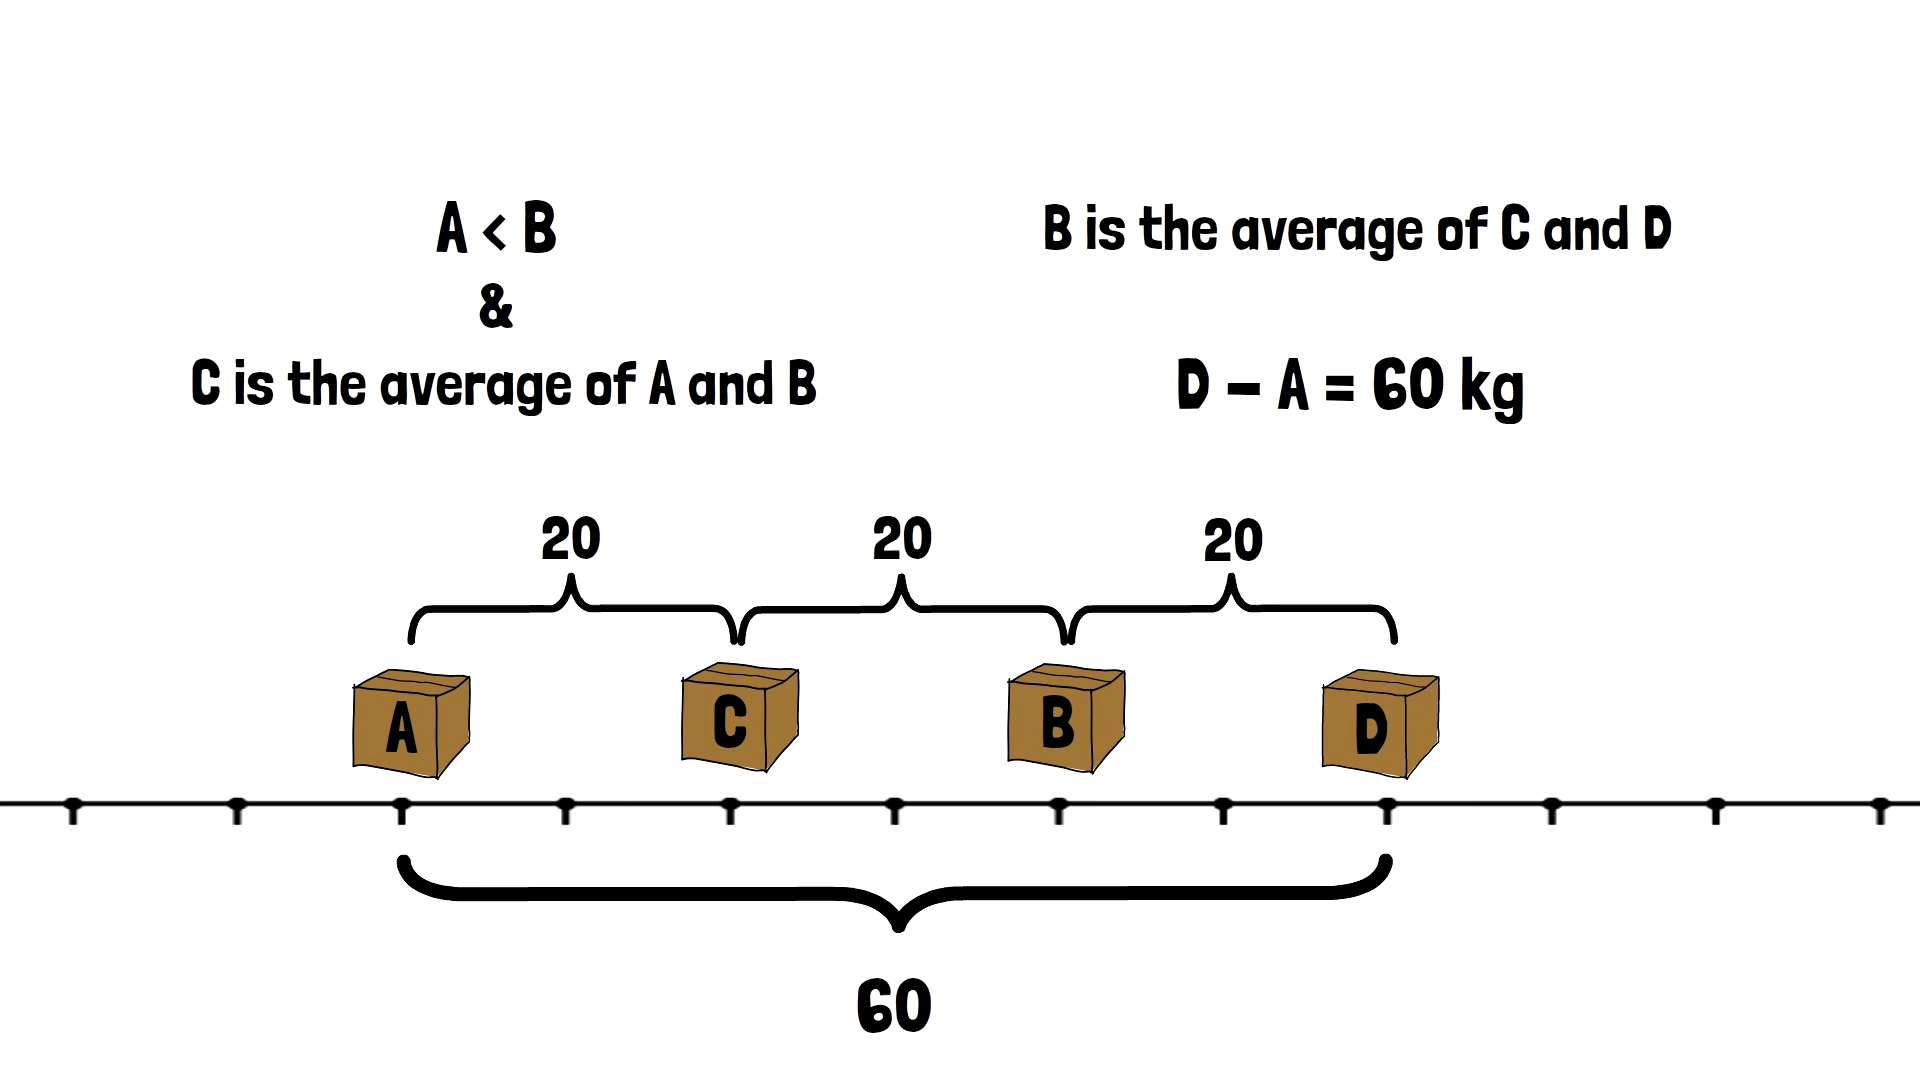 A < B
&
C is the average of A and B
B is the average of C and D
D – A = 60 kg
20 20 20
A C B D
60